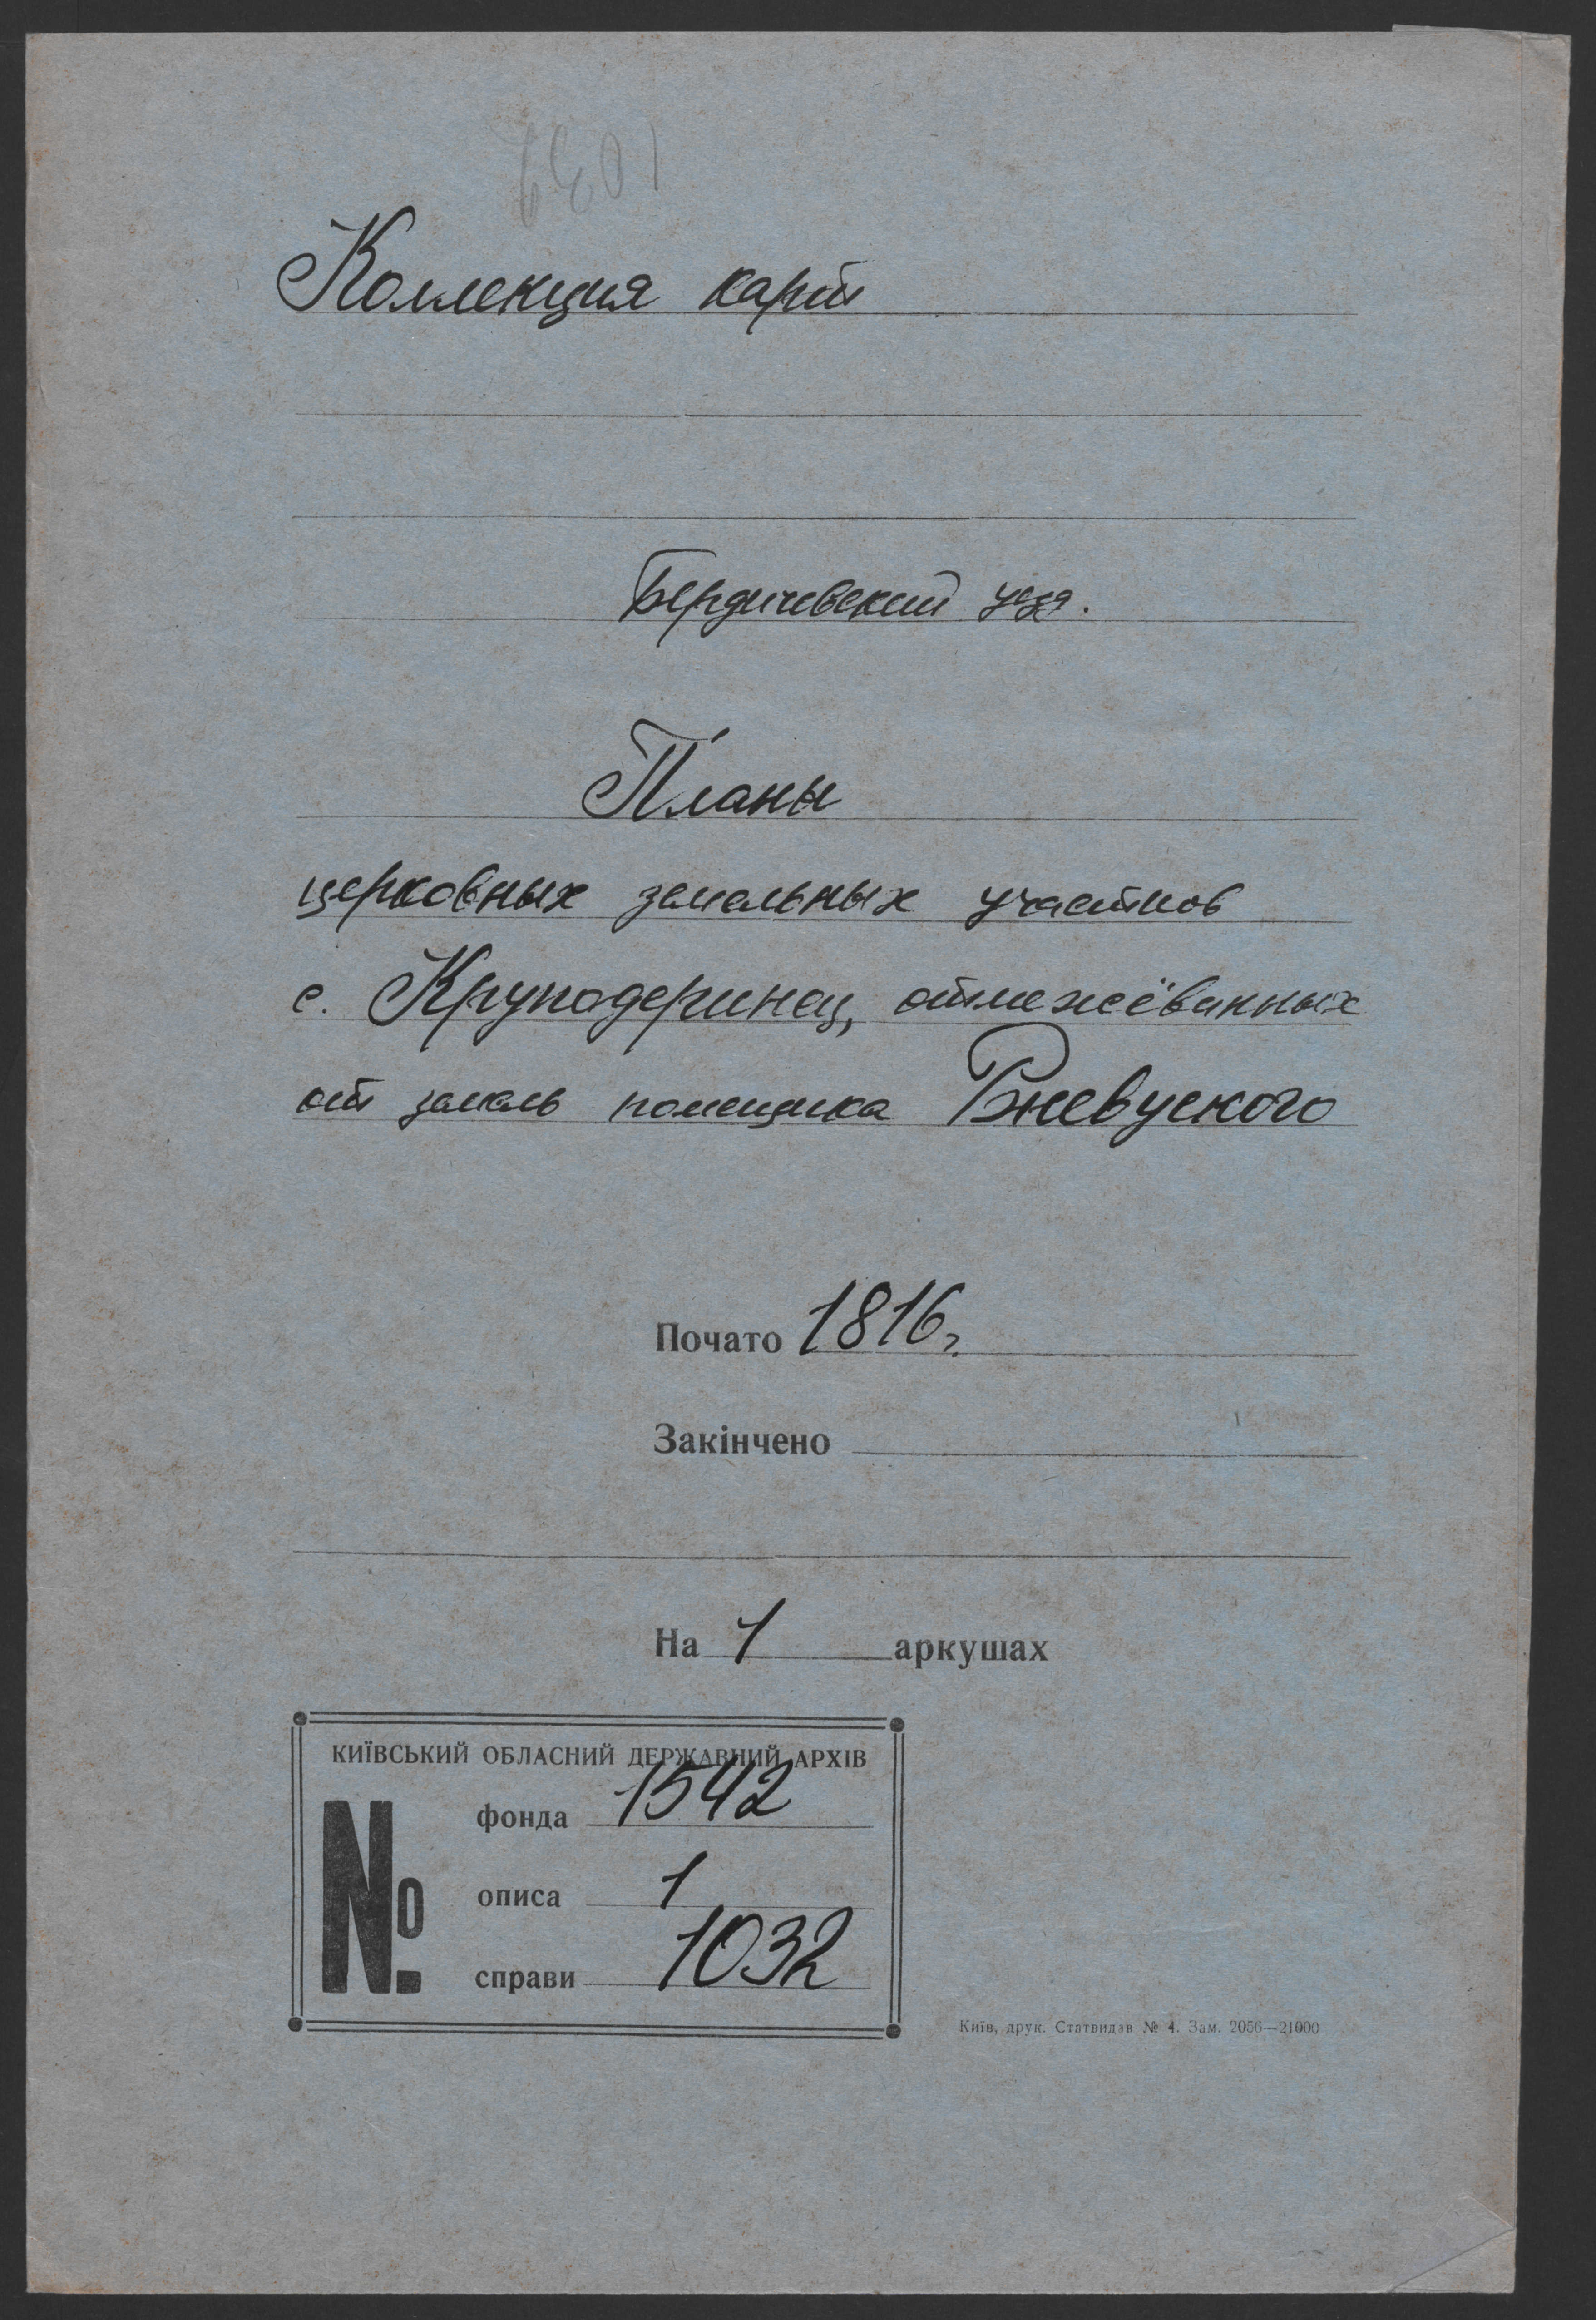 Коллекция карт
Бердичевский уезд.
Планы
церковных земельных участков
с. Круподеринец, отмежёванных
от земель помещика Ржевуского
Почато 1816г.
Закінчено
На 1 аркушах
КИЇВСЬКИЙ ОБЛАСНИЙ ДЕРЖАВНИЙ АРХІВ
№
фонда 1542
описа 1
справи 1032
Київ, друк. Статвидав № 4. Зам. 2056—21000